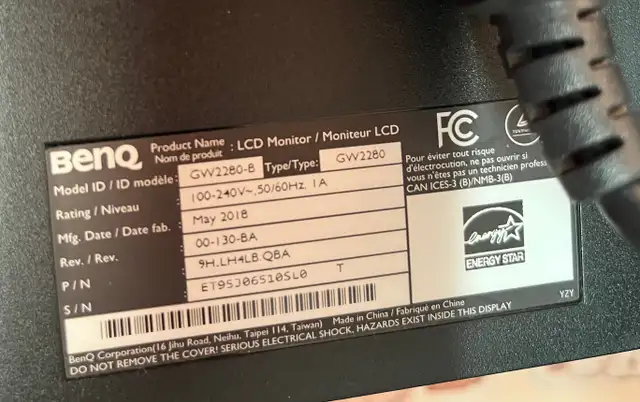 BenQ
Product Name : LCD Monitor / Moniteur LCD
Nom de produit
Model ID / ID modèle : GW2280-B Type/Type: GW2280
Rating / Niveau : 100-240V~,50/60Hz, 1A
Mfg. Date / Date fab. : May 2018
Rev. / Rev. : 00-130-BA
P / N : 9H.LH4LB.QBA
S / N : ET95J06510SL0 T
FC
Pour éviter tout risque
d'électrocution, ne pas ouvrir si
vous n'êtes pas un technicien
CAN ICES-3 (B)/NMB-3(B)
energy
ENERGY STAR
BenQ Corporation(16 Jihu Road, Neihu, Taipei 114, Taiwan) Made in China / Fabriqué en Chine
DO NOT REMOVE THE COVER! SERIOUS ELECTRICAL SHOCK, HAZARDS EXIST INSIDE THIS DISPLAY
YZY